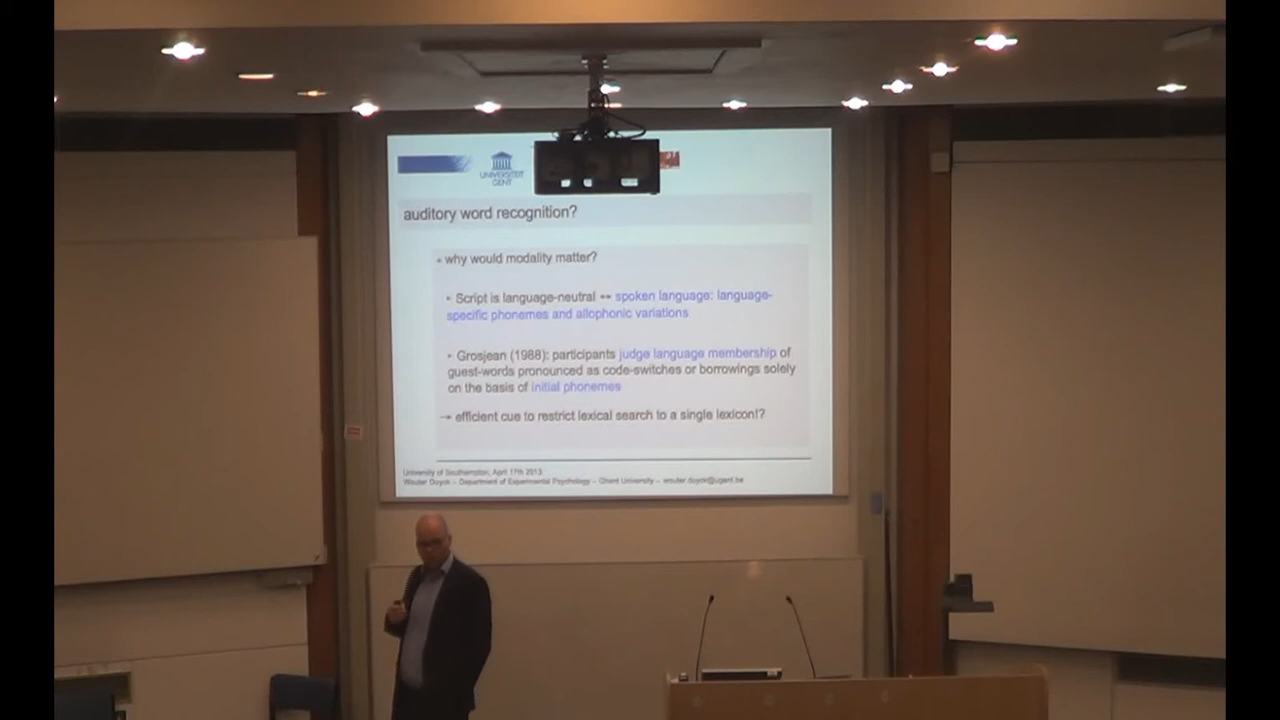 UNIVERSITEIT
GENT
auditory word recognition?
• why would modality matter?
• Script is language-neutral ↔ spoken language: language-
specific phonemes and allophonic variations
• Grosjean (1988): participants judge language membership of
guest-words pronounced as code-switches or borrowings solely
on the basis of initial phonemes
→ efficient cue to restrict lexical search to a single lexicon!?
University of Southampton, April 17th 2013
Wouter Duyck – Department of Experimental Psychology – Ghent University – wouter.duyck@ugent.be